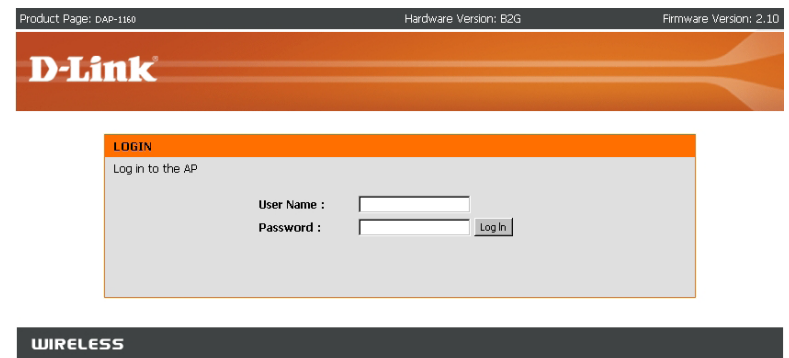 Product Page: DAP-1160 Hardware Version: B2G Firmware Version: 2.10
D-Link
LOGIN
Log in to the AP
User Name :
Password : Log In
WIRELESS